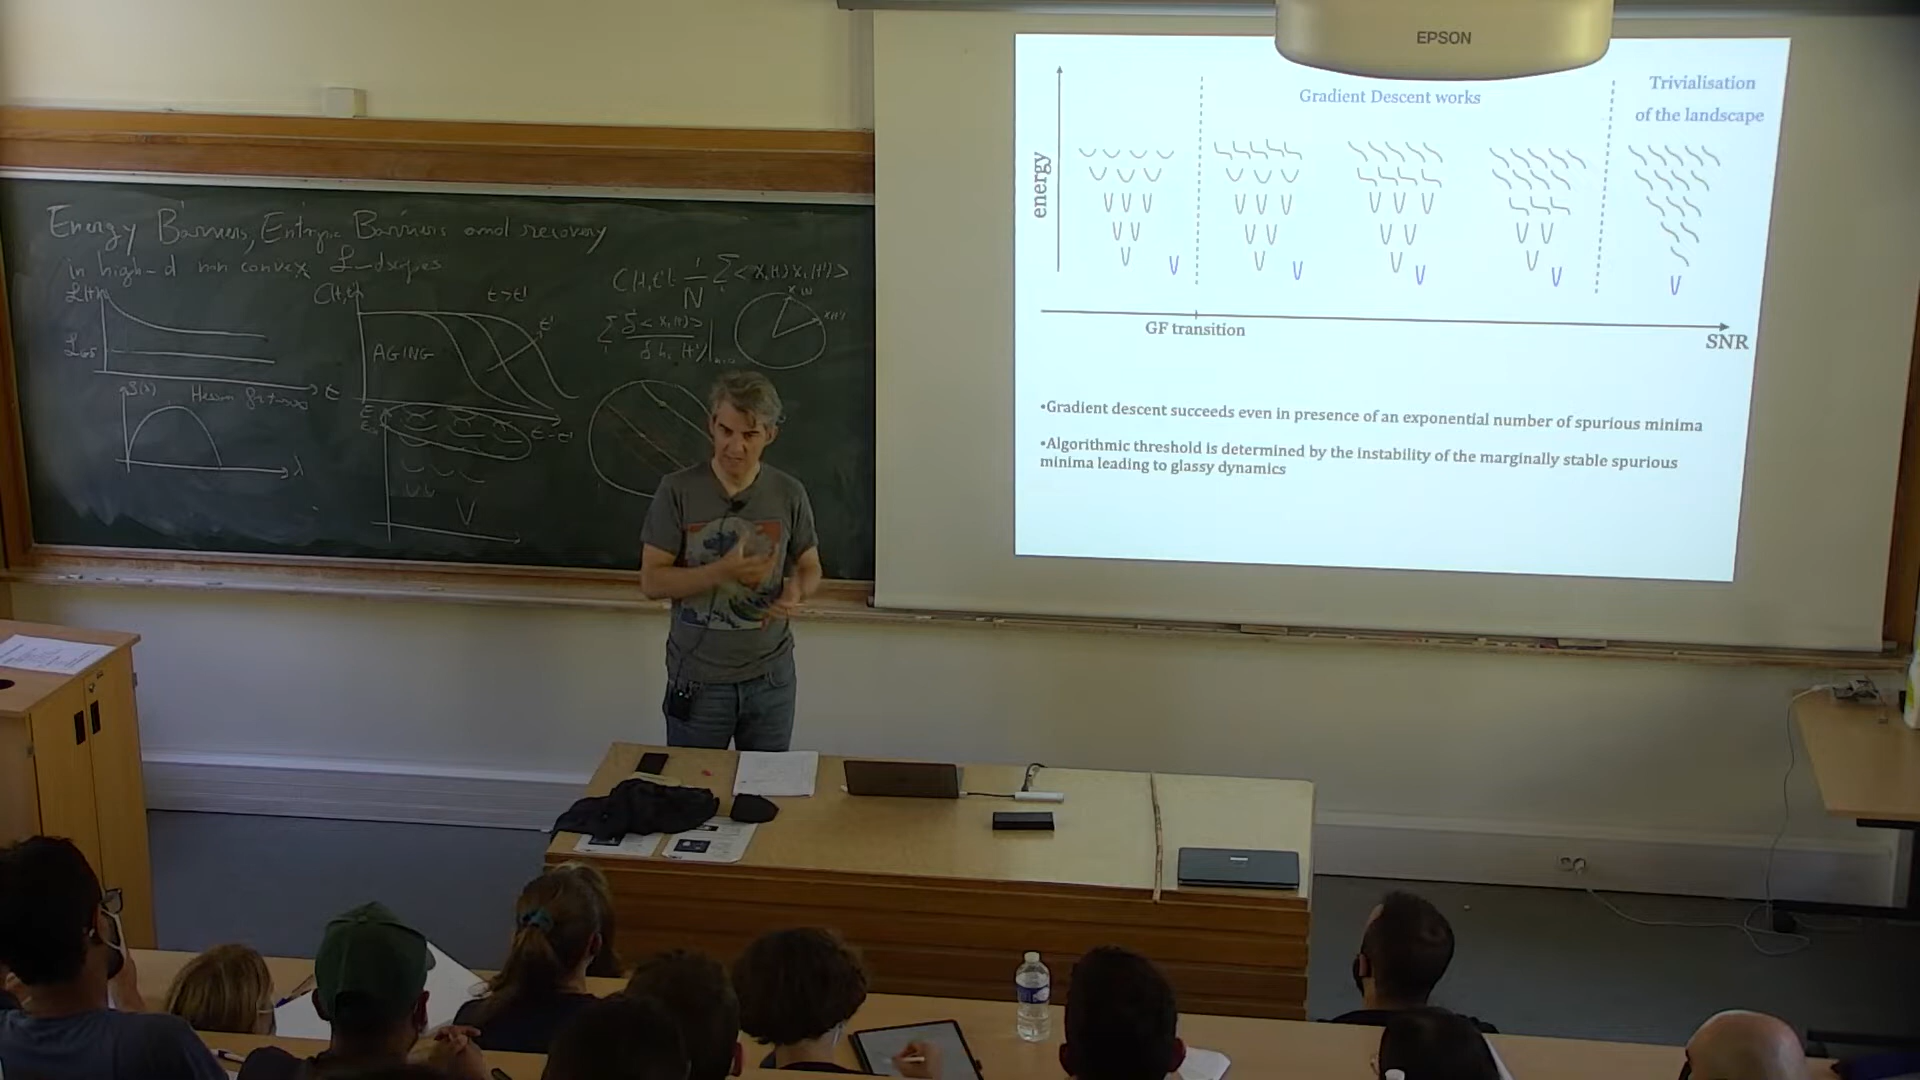 Energy Barriers, Entropic Barriers and recovery
in high-d non convex Landscapes
C(t,t')
t>t'
t'
AGING
t-t'
t
λ
EPSON
Gradient Descent works
Trivialisation
of the landscape
energy
GF transition
SNR
•Gradient descent succeeds even in presence of an exponential number of spurious minima
•Algorithmic threshold is determined by the instability of the marginally stable spurious
minima leading to glassy dynamics